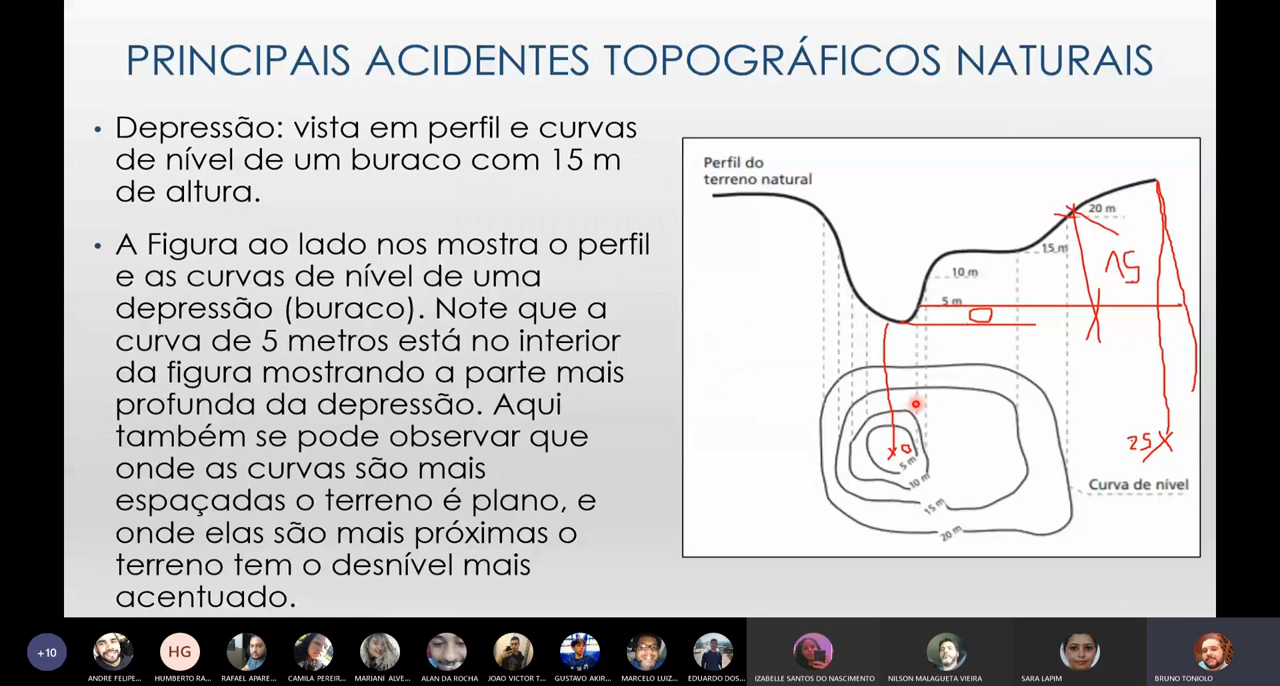 PRINCIPAIS ACIDENTES TOPOGRÁFICOS NATURAIS
• Depressão: vista em perfil e curvas
de nível de um buraco com 15 m
de altura.
• A Figura ao lado nos mostra o perfil
e as curvas de nível de uma
depressão (buraco). Note que a
curva de 5 metros está no interior
da figura mostrando a parte mais
profunda da depressão. Aqui
também se pode observar que
onde as curvas são mais
espaçadas o terreno é plano, e
onde elas são mais próximas o
terreno tem o desnível mais
acentuado.
Perfil do
terreno natural
20 m
15 m
10 m
5 m
15
0
0
25
5 m
10 m
15 m
20 m
Curva de nível
+10
HG
ANDRE FELIPE...
HUMBERTO RA...
RAFAEL APARE...
CAMILA PEREIR...
MARIANI ALVE...
ALAN DA ROCHA
JOAO VICTOR T...
GUSTAVO AKIR...
MARCELO LUIZ...
EDUARDO DOS...
IZABELLE SANTOS DO NASCIMENTO
NILSON MALAGUETA VIEIRA
SARA LAPIM
BRUNO TONIOLO